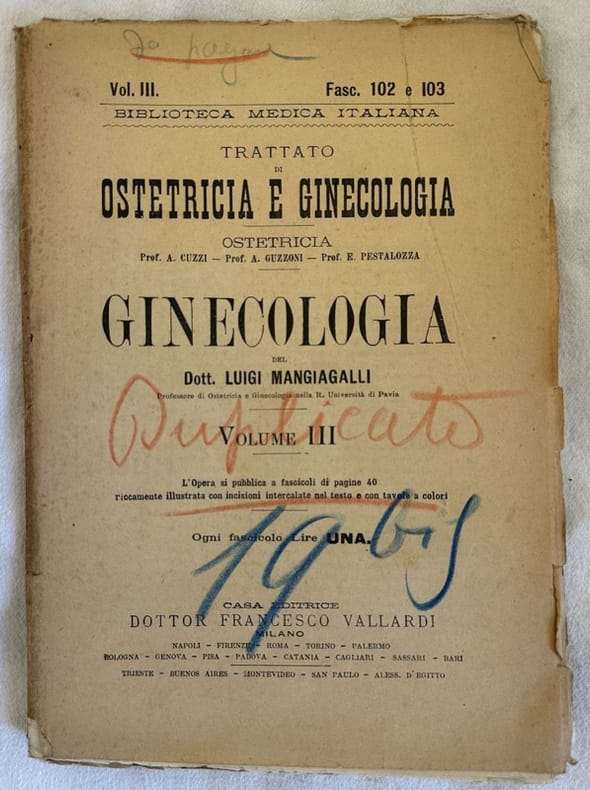 Da pagare
Vol. III. Fasc. 102 e 103
BIBLIOTECA MEDICA ITALIANA
TRATTATO
DI
OSTETRICIA E GINECOLOGIA
OSTETRICIA
Prof. A. CUZZI — Prof. A. GUZZONI — Prof. E. PESTALOZZA
GINECOLOGIA
DEL
Dott. LUIGI MANGIAGALLI
Professore di Ostetricia e Ginecologia nella R. Università di Pavia
Duplicato
VOLUME III
L'Opera si pubblica a fascicoli di pagine 40
riccamente illustrata con incisioni intercalate nel testo e con tavole a colori
Ogni fascicolo Lire UNA.
19 bis
CASA EDITRICE
DOTTOR FRANCESCO VALLARDI
MILANO
NAPOLI - FIRENZE - ROMA - TORINO - PALERMO
BOLOGNA - GENOVA - PISA - PADOVA - CATANIA - CAGLIARI - SASSARI - BARI
TRIESTE - BUENOS AIRES - MONTEVIDEO - SAN PAULO - ALESS. D'EGITTO